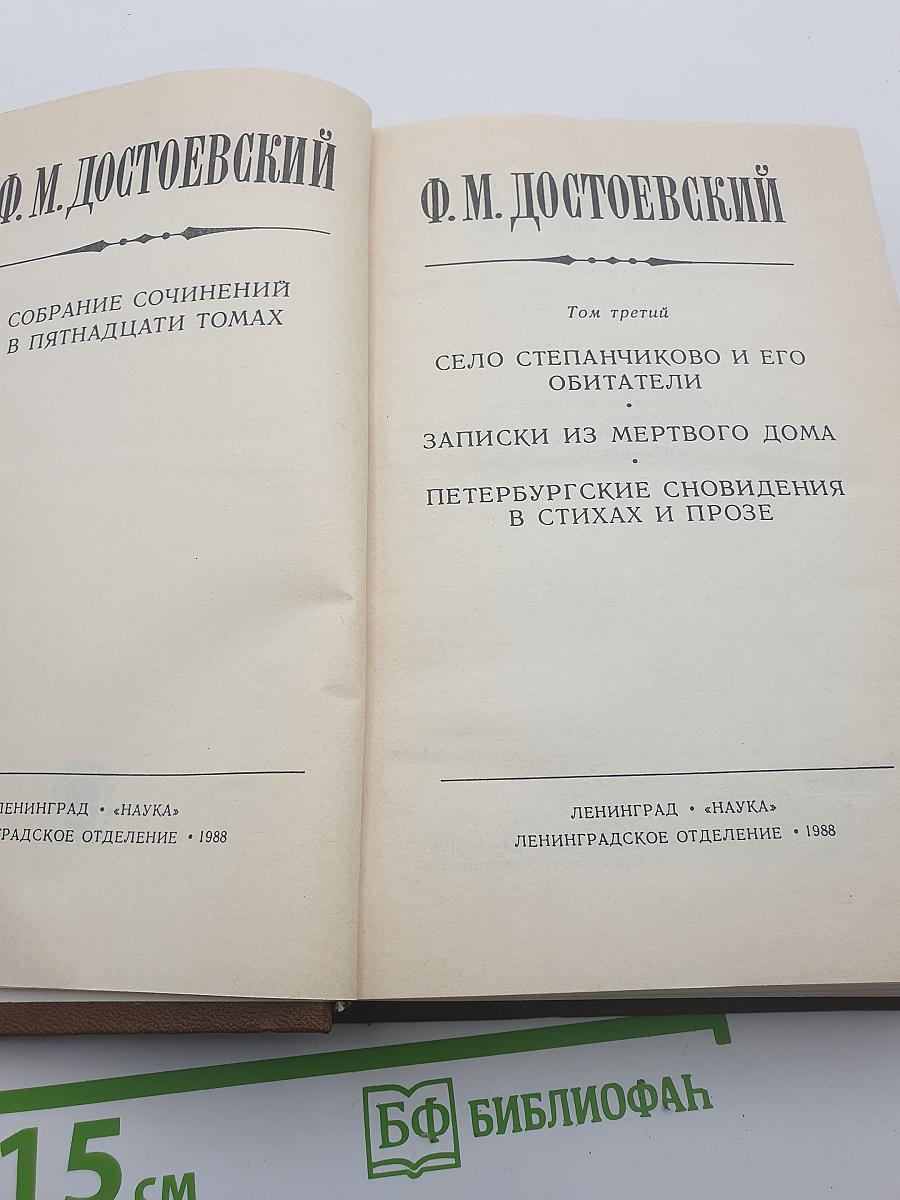 Ф. М. ДОСТОЕВСКИЙ
СОБРАНИЕ СОЧИНЕНИЙ
В ПЯТНАДЦАТИ ТОМАХ
ЛЕНИНГРАД • «НАУКА»
ГРАДСКОЕ ОТДЕЛЕНИЕ • 1988
Ф. М. ДОСТОЕВСКИЙ
Том третий
СЕЛО СТЕПАНЧИКОВО И ЕГО
ОБИТАТЕЛИ
•
ЗАПИСКИ ИЗ МЕРТВОГО ДОМА
•
ПЕТЕРБУРГСКИЕ СНОВИДЕНИЯ
В СТИХАХ И ПРОЗЕ
ЛЕНИНГРАД • «НАУКА»
ЛЕНИНГРАДСКОЕ ОТДЕЛЕНИЕ • 1988
БФ БИБЛИОФАН
15 см